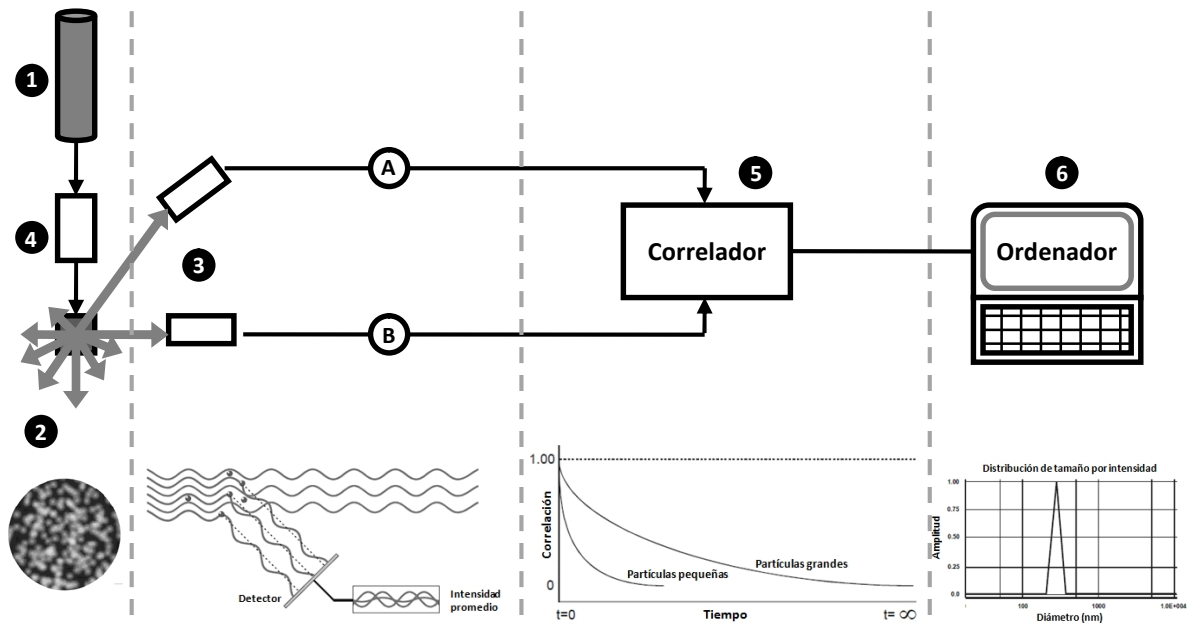 1
4
3
2
A
B
5
Correlador
6
Ordenador
Detector
Intensidad
promedio
1.00
Correlación
0
Partículas pequeñas
Partículas grandes
t=0
Tiempo
t= ∞
Distribución de tamaño por intensidad
Amplitud
1.00
0.75
0.50
0.25
0.0
100
1000
1.0E+004
Diámetro (nm)